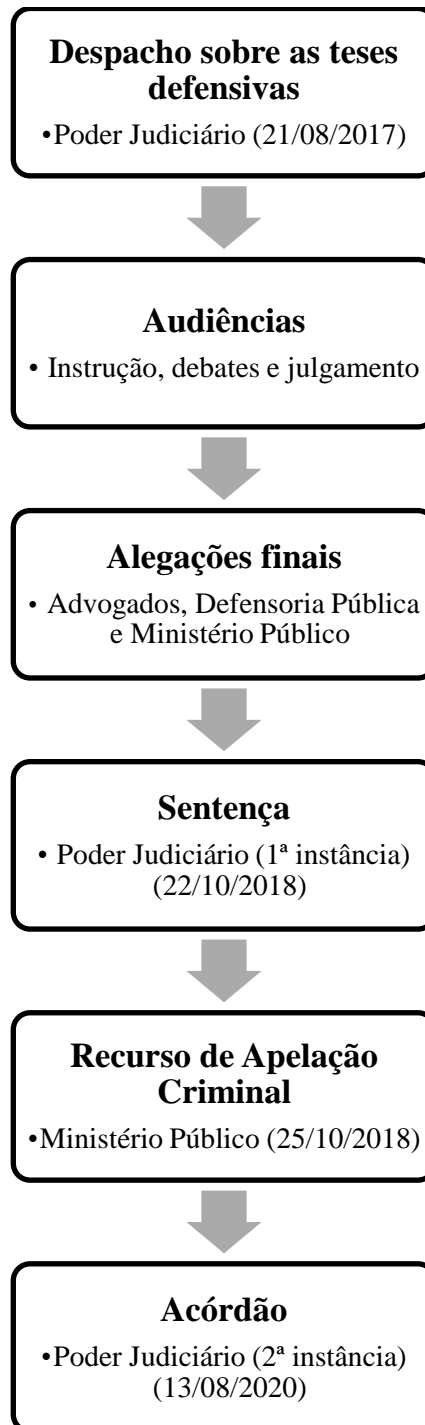 Despacho sobre as teses
defensivas
•Poder Judiciário (21/08/2017)
Audiências
• Instrução, debates e julgamento
Alegações finais
• Advogados, Defensoria Pública
e Ministério Público
Sentença
• Poder Judiciário (1ª instância)
(22/10/2018)
Recurso de Apelação
Criminal
•Ministério Público (25/10/2018)
Acórdão
•Poder Judiciário (2ª instância)
(13/08/2020)